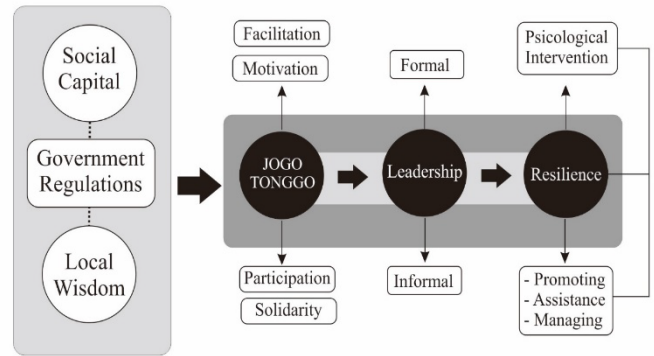 Social
Capital
Government
Regulations
Local
Wisdom
Facilitation
Motivation
JOGO
TONGGO
Participation
Solidarity
Formal
Leadership
Informal
Psicological
Intervention
Resilience
- Promoting
- Assistance
- Managing